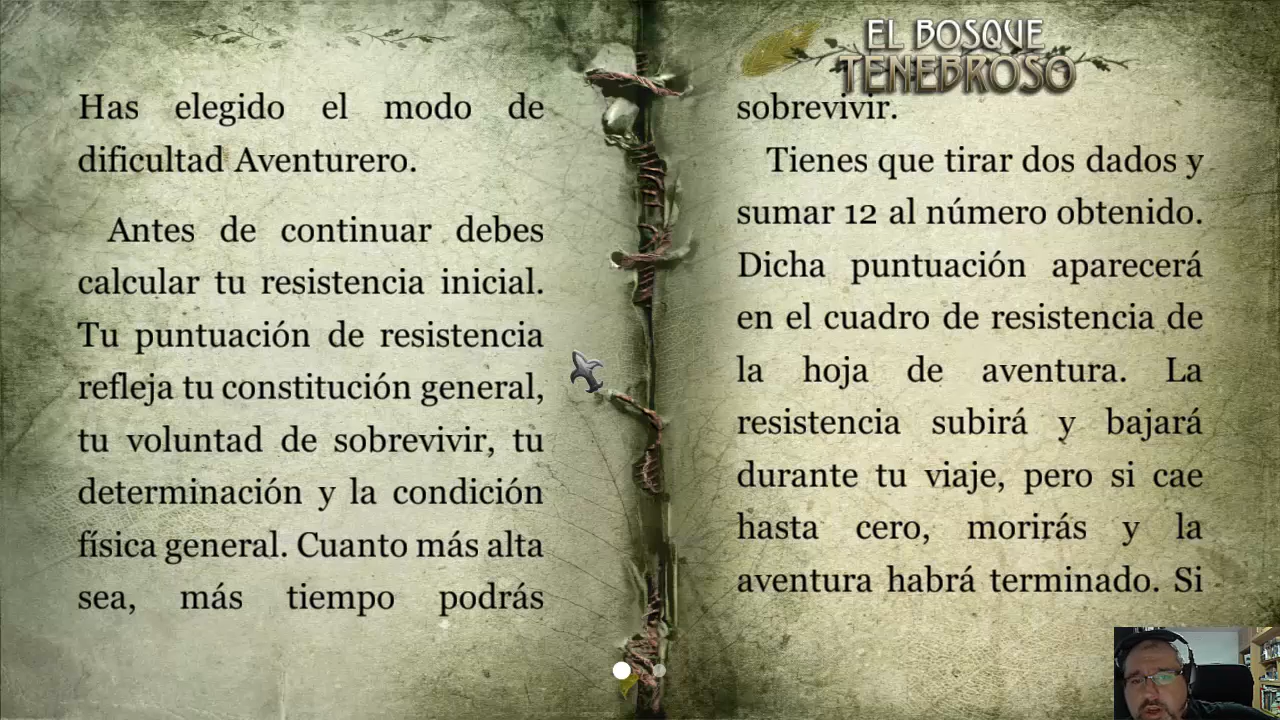 Has elegido el modo de
dificultad Aventurero.
Antes de continuar debes
calcular tu resistencia inicial.
Tu puntuación de resistencia
refleja tu constitución general,
tu voluntad de sobrevivir, tu
determinación y la condición
física general. Cuanto más alta
sea, más tiempo podrás
EL BOSQUE
TENEBROSO
sobrevivir.
Tienes que tirar dos dados y
sumar 12 al número obtenido.
Dicha puntuación aparecerá
en el cuadro de resistencia de
la hoja de aventura. La
resistencia subirá y bajará
durante tu viaje, pero si cae
hasta cero, morirás y la
aventura habrá terminado. Si